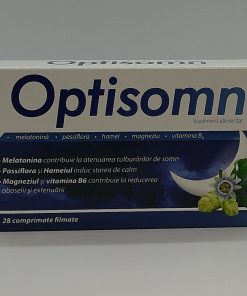 Optisomn
Supliment alimentar
melatonină • passiflora • hamei • magneziu • vitamina B₆
• Melatonina contribuie la atenuarea tulburărilor de somn
• Passiflora și Hameiul induc starea de calm
• Magneziul și vitamina B6 contribuie la reducerea
oboselii și extenuării
28 comprimate filmate